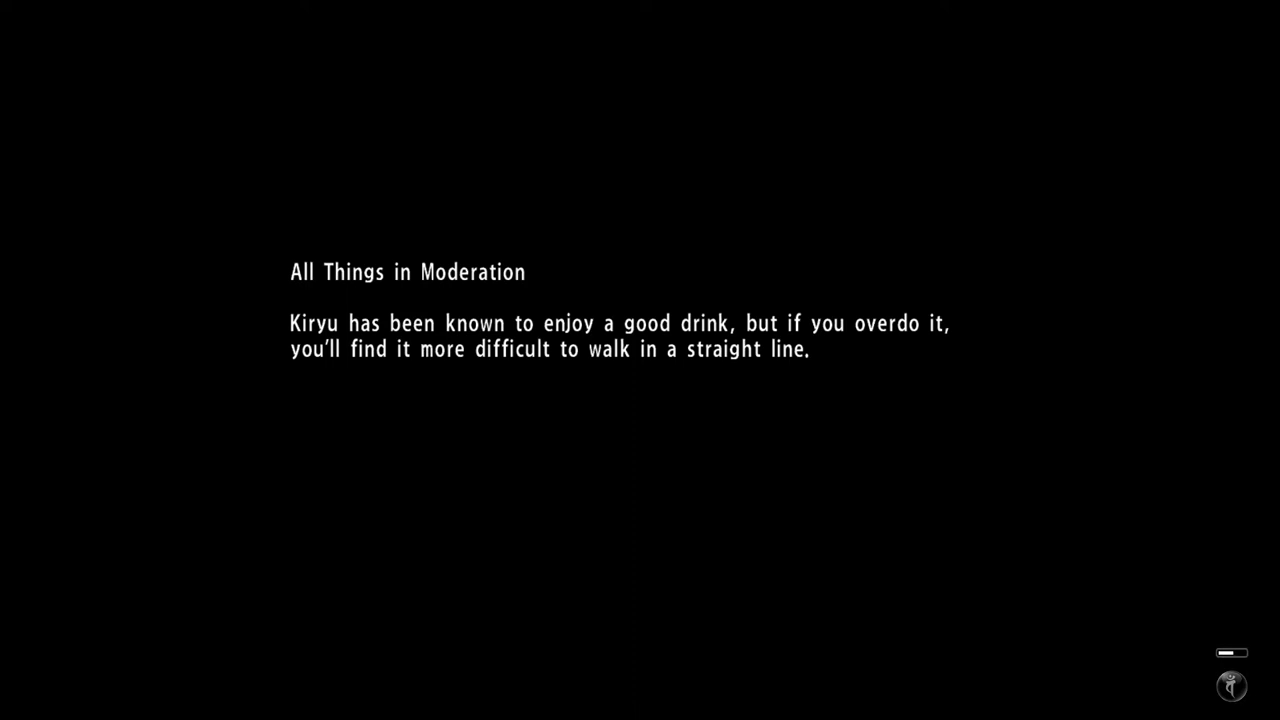 All Things in Moderation
Kiryu has been known to enjoy a good drink, but if you overdo it,
you'll find it more difficult to walk in a straight line.